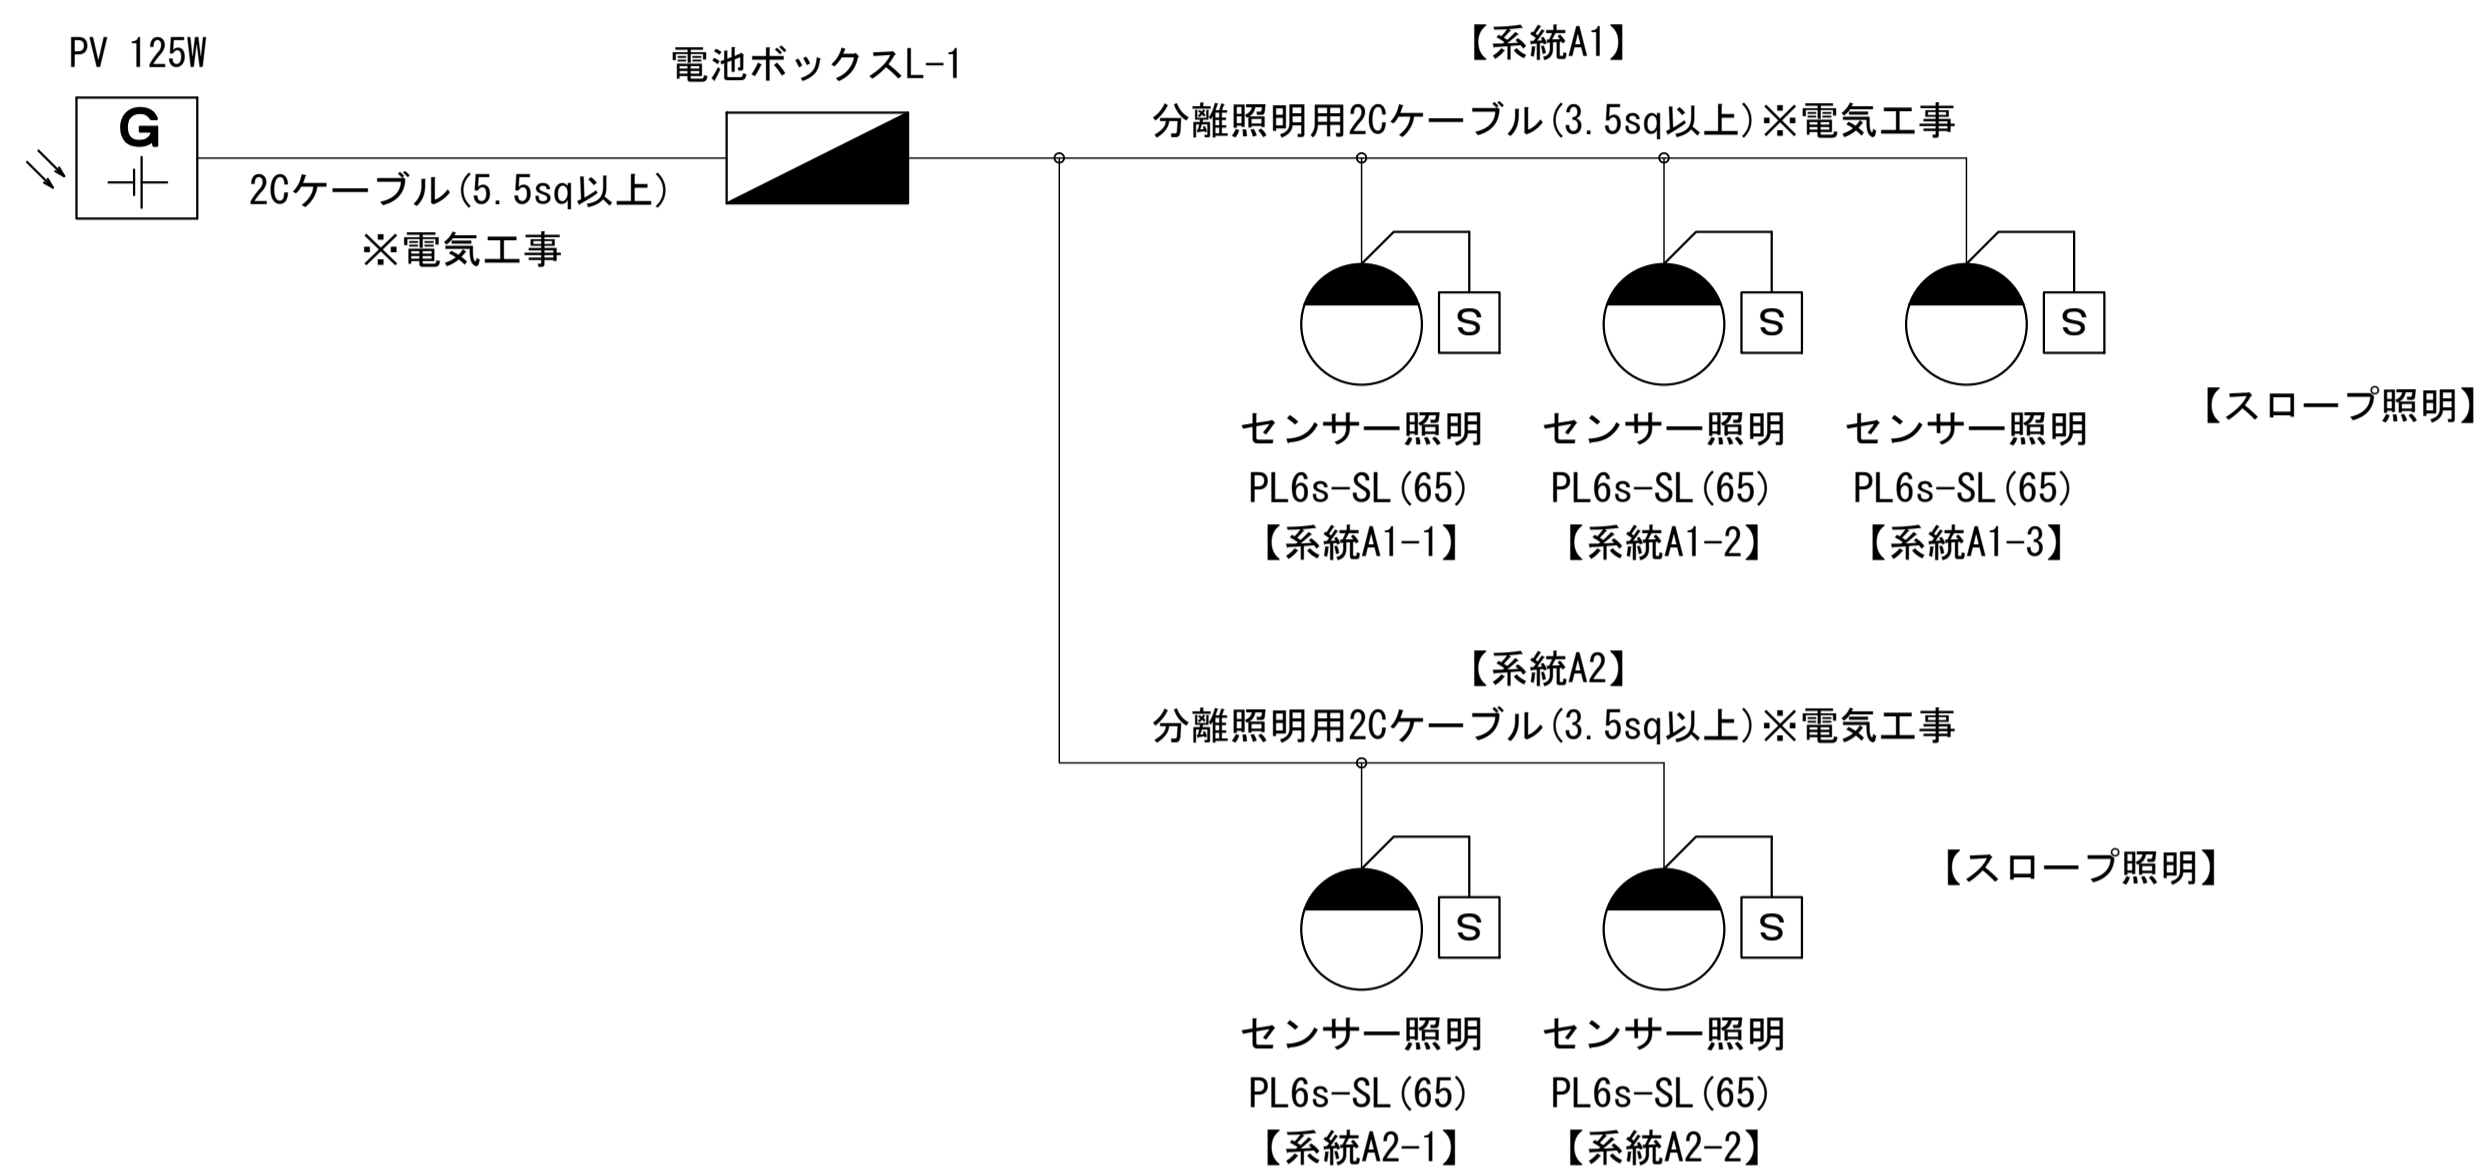 PV 125W
G
2Cケーブル(5.5sq以上)
※電気工事
電池ボックスL-1
【系統A1】
分離照明用2Cケーブル(3.5sq以上)※電気工事
S
S
S
センサー照明
PL6s-SL(65)
【系統A1-1】
センサー照明
PL6s-SL(65)
【系統A1-2】
センサー照明
PL6s-SL(65)
【系統A1-3】
【スロープ照明】
【系統A2】
分離照明用2Cケーブル(3.5sq以上)※電気工事
S
S
センサー照明
PL6s-SL(65)
【系統A2-1】
センサー照明
PL6s-SL(65)
【系統A2-2】
【スロープ照明】